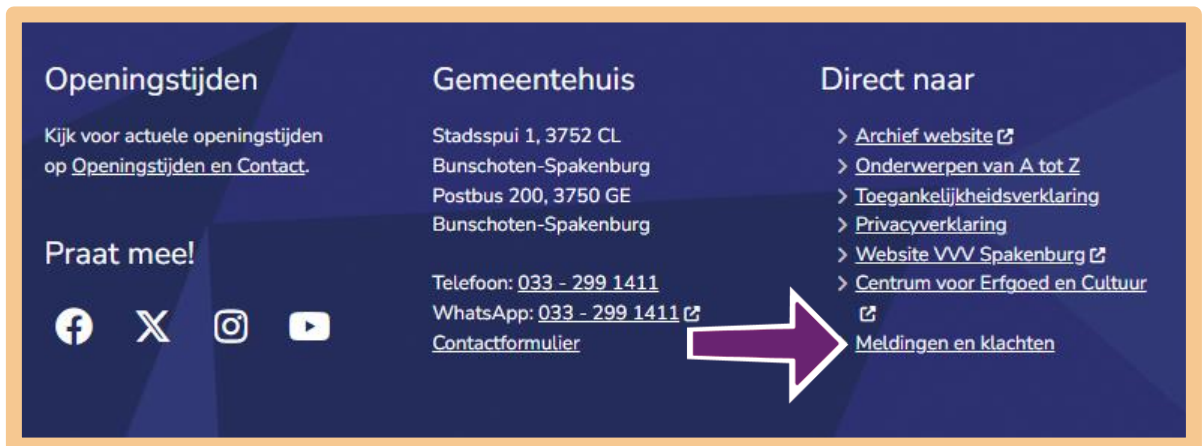 Openingstijden
Kijk voor actuele openingstijden
op Openingstijden en Contact.
Praat mee!
Gemeentehuis
Stadsspui 1, 3752 CL
Bunschoten-Spakenburg
Postbus 200, 3750 GE
Bunschoten-Spakenburg
Telefoon: 033 - 299 1411
WhatsApp: 033 - 299 1411
Contactformulier
Direct naar
Archief website
Onderwerpen van A tot Z
Toegankelijkheidsverklaring
Privacyverklaring
Website VVV Spakenburg
Centrum voor Erfgoed en Cultuur
Meldingen en klachten